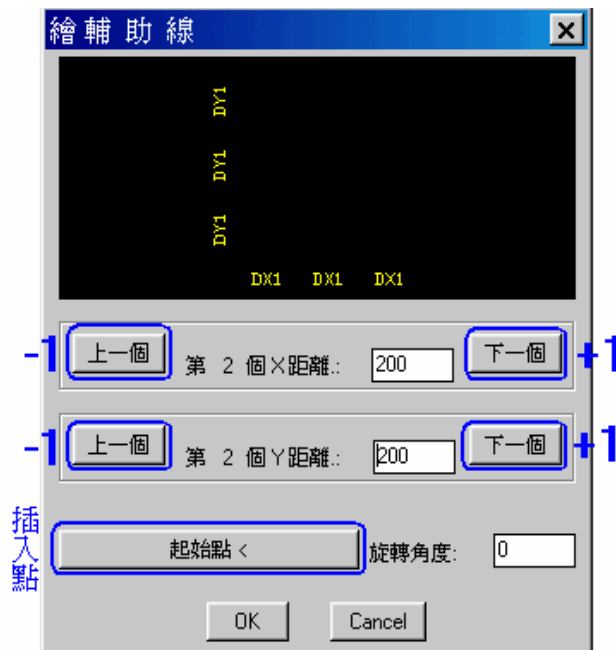 繪輔助線
DY1
DY1
DY1
DX1 DX1 DX1
-1 上一個 第 2 個X距離.: 200 下一個 +1
-1 上一個 第 2 個Y距離.: 200 下一個 +1
插入點 起始點 < 旋轉角度: 0
OK Cancel